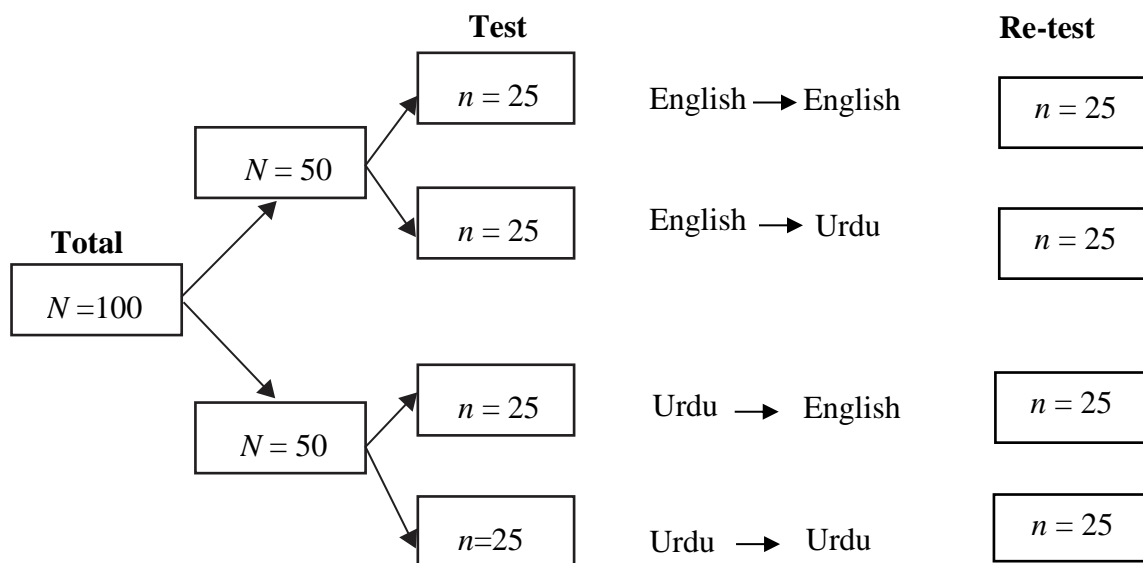 Test
Re-test
n = 25
English → English
n = 25
N = 50
n = 25
English → Urdu
n = 25
Total
N =100
n = 25
Urdu → English
n = 25
N = 50
n=25
Urdu → Urdu
n = 25